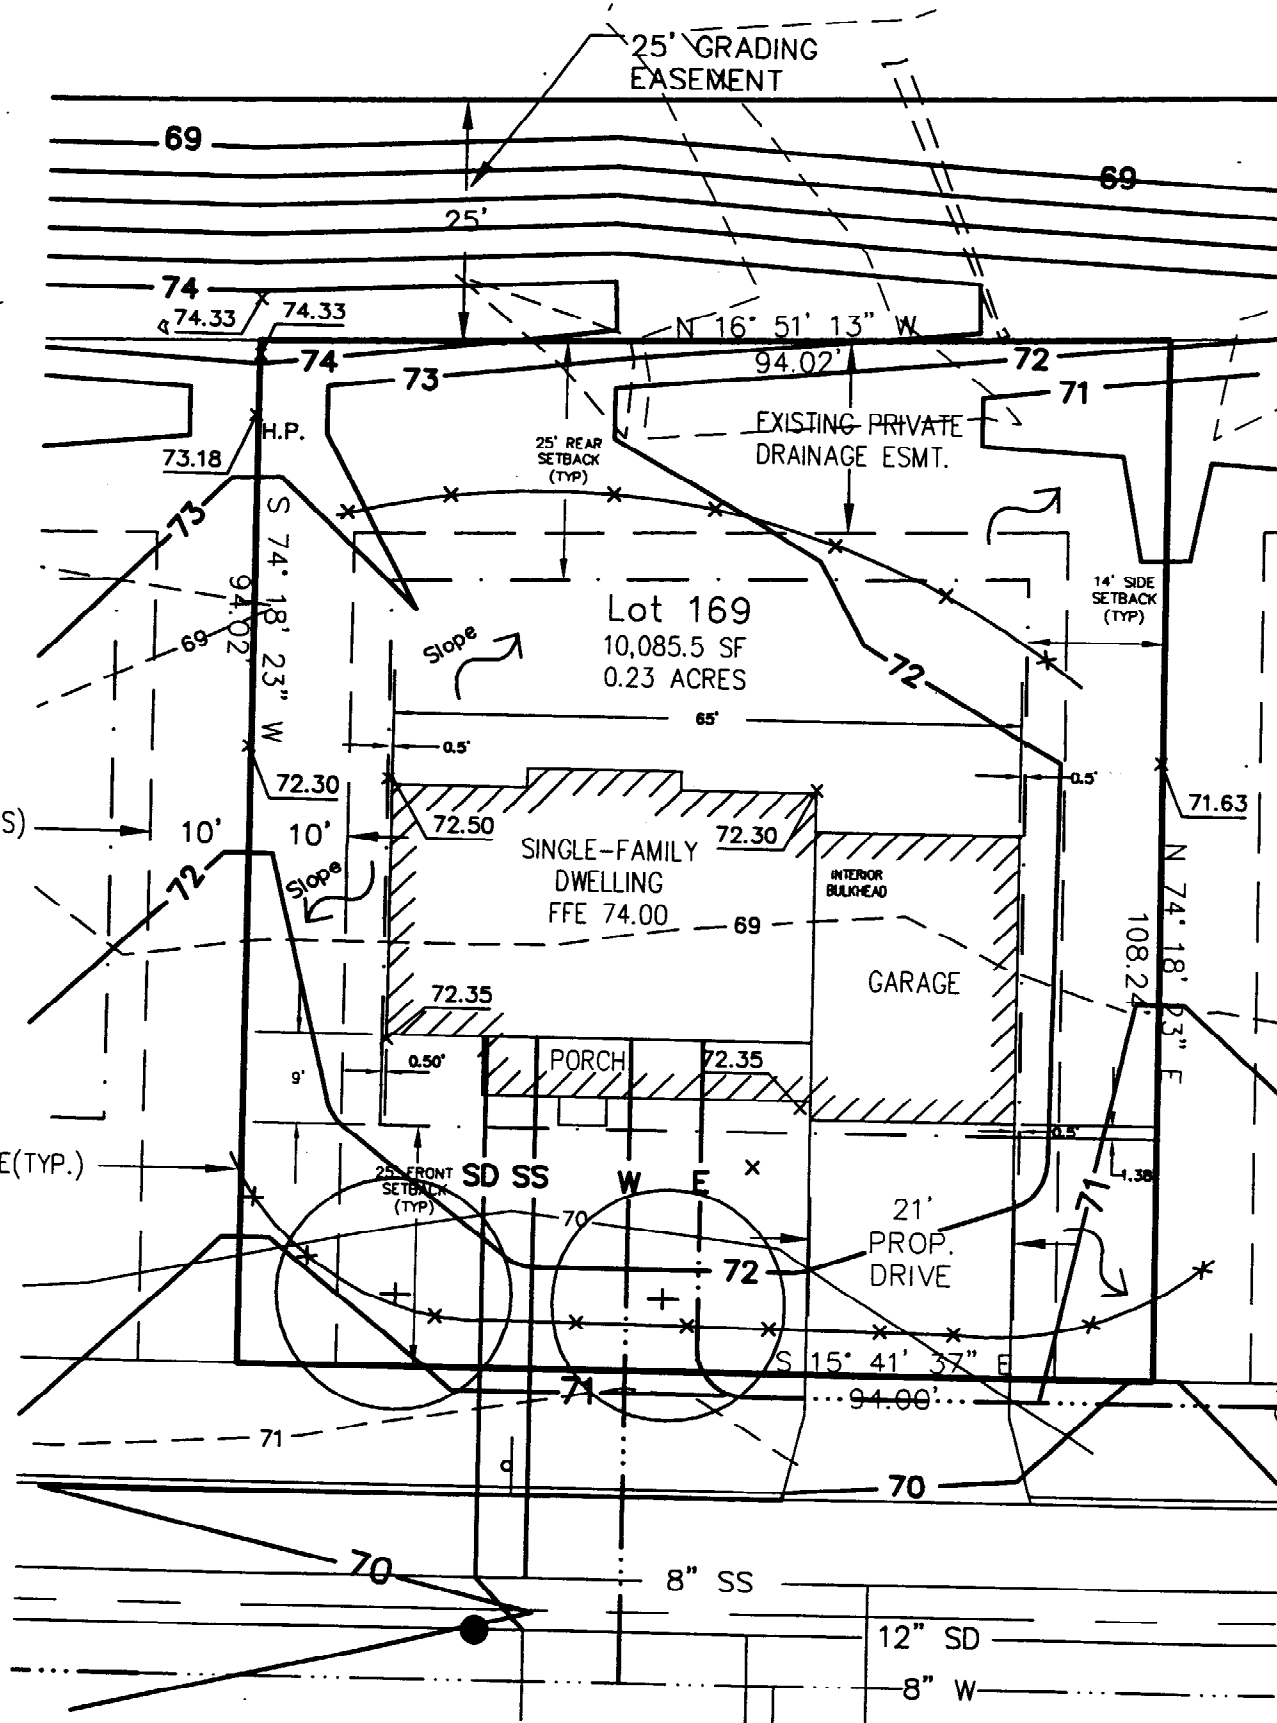 25' GRADING
EASEMENT
69
69
25'
74
74.33
74.33
N 16° 51' 13" W
94.02'
74
73
72
71
H.P.
73.18
25' REAR
SETBACK
(TYP)
EXISTING PRIVATE
DRAINAGE ESMT.
73
S 74° 18' 23" W
94.02'
69
Slope
Lot 169
10,085.5 SF
0.23 ACRES
14' SIDE
SETBACK
(TYP)
72
65'
0.5'
0.5'
72.30
71.63
S)
10'
10'
72.50
72.30
SINGLE-FAMILY
DWELLING
FFE 74.00
INTERIOR
BULKHEAD
72
Slope
69
N 74° 18' 23" E
108.24'
GARAGE
72.35
9'
0.50'
PORCH
72.35
0.5'
1.38
E(TYP.)
25' FRONT
SETBACK
(TYP)
SD SS
W
E
71
70
21'
PROP.
DRIVE
72
S 15° 41' 37" E
94.00'
71
71
70
70
8" SS
12" SD
8" W